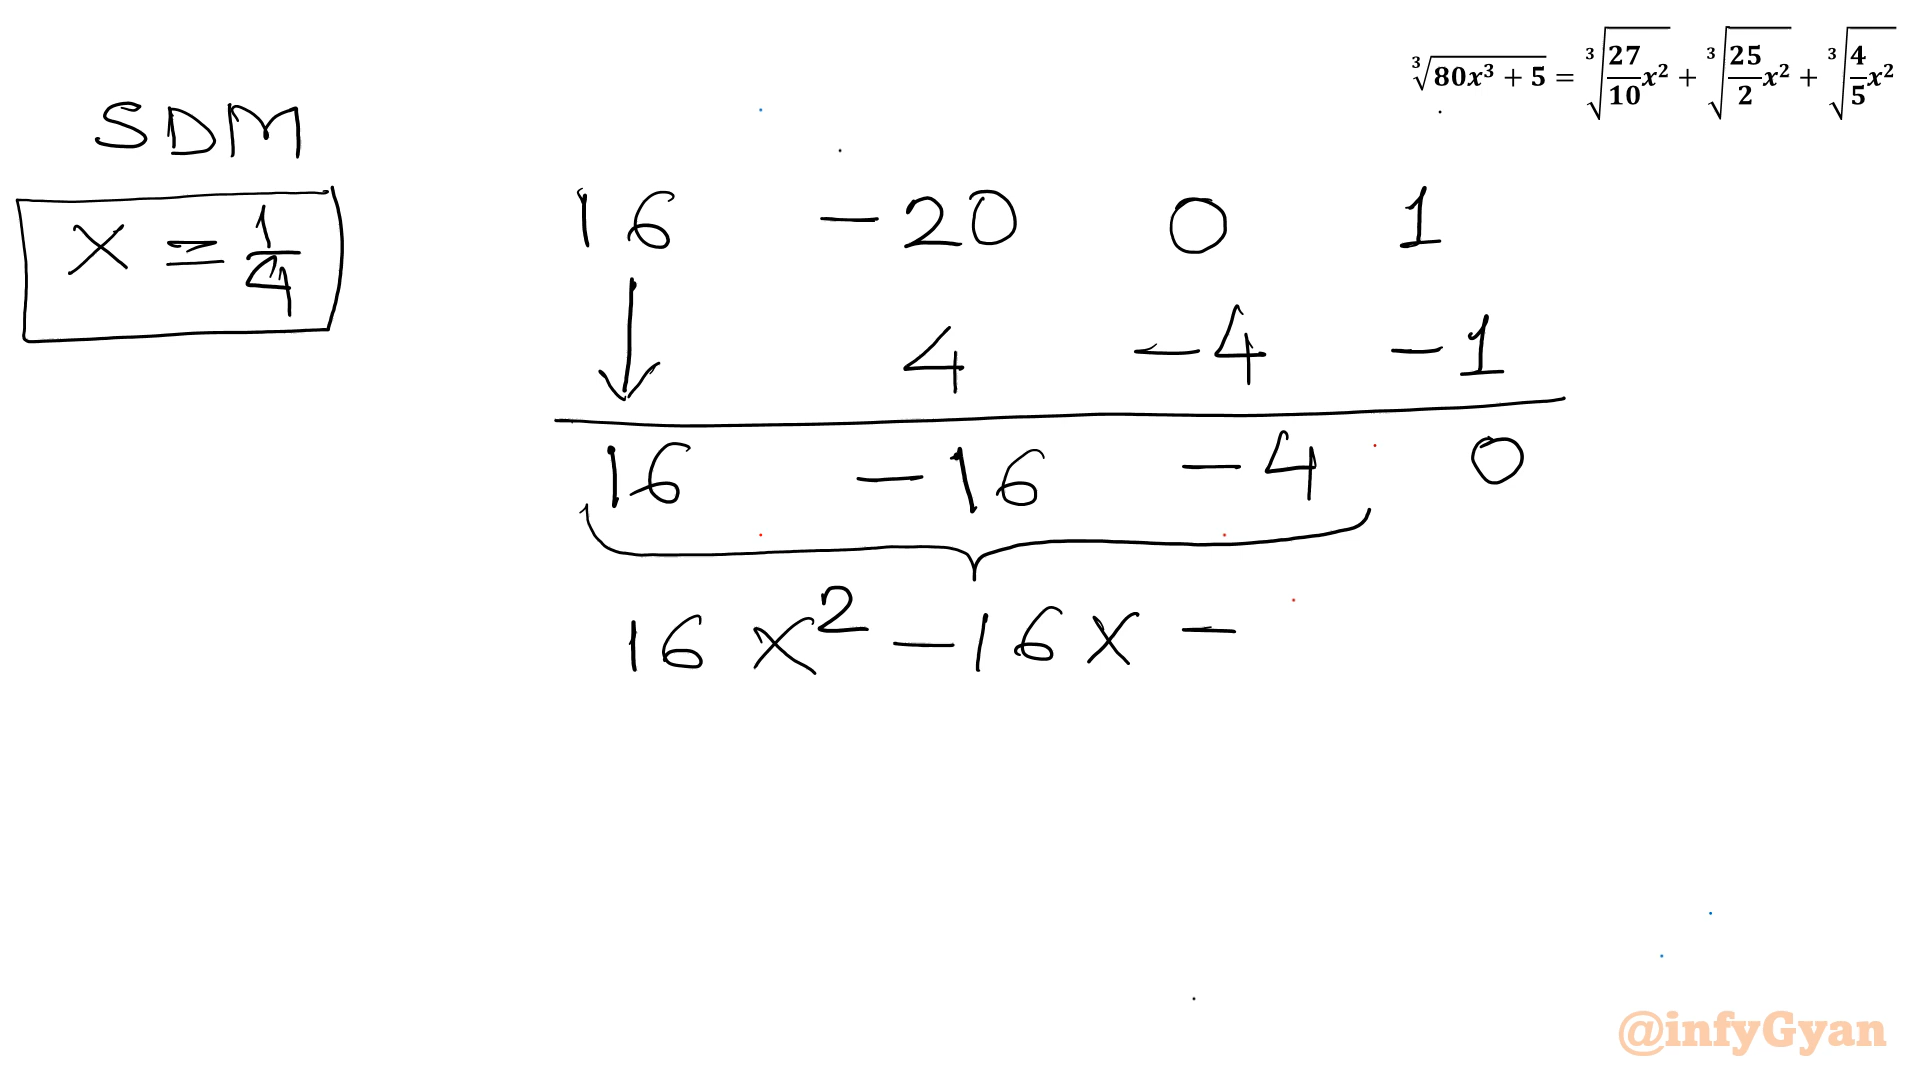 ∛(80x³ + 5) = ∛(27/10 x²) + ∛(25/2 x²) + ∛(4/5 x²)
SDM
x = 1/4
16 -20 0 1
4 -4 -1
16 -16 -4 0
16x² - 16x -
@infyGyan